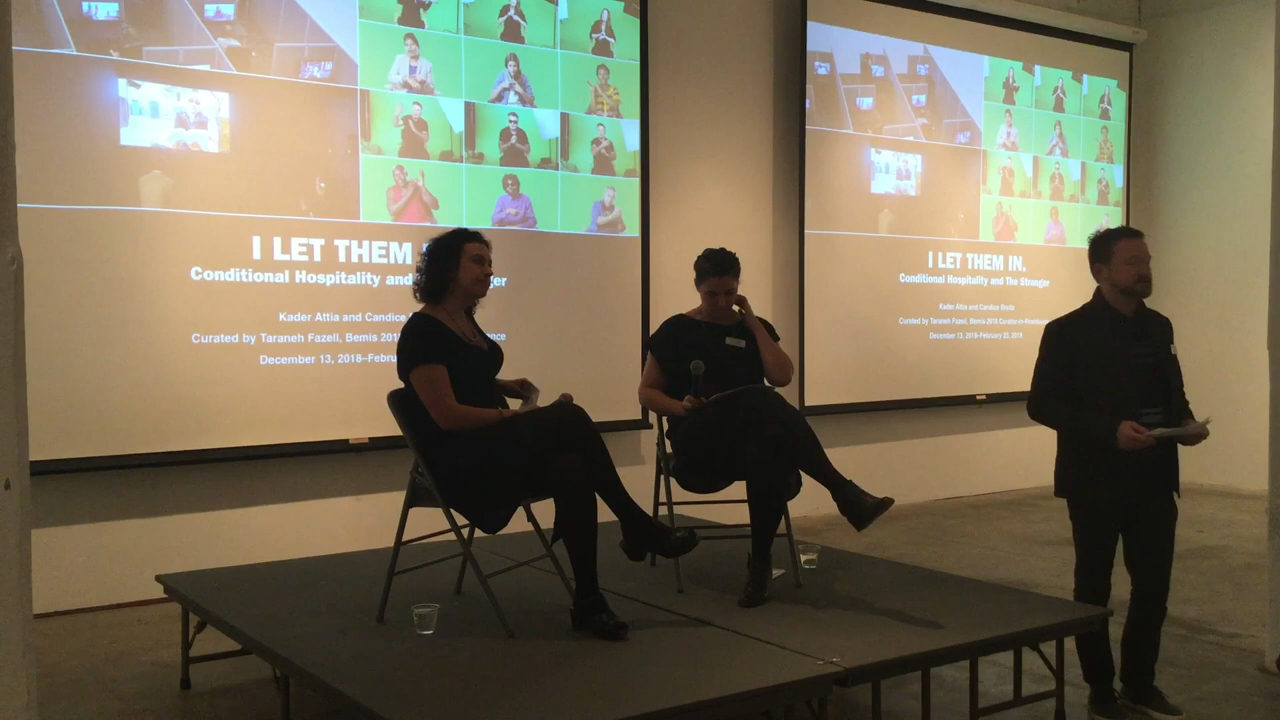 I LET THEM
Conditional Hospitality and ger
Kader Attia and Candice
Curated by Taraneh Fazeli, Bemis 201 nce
December 13, 2018–Febru
I LET THEM IN.
Conditional Hospitality and The Stranger
Kader Attia and Candice Breitz
Curated by Taraneh Fazeli, Bemis 2018 Curator-in-Residence
December 13, 2018–February 23, 2019